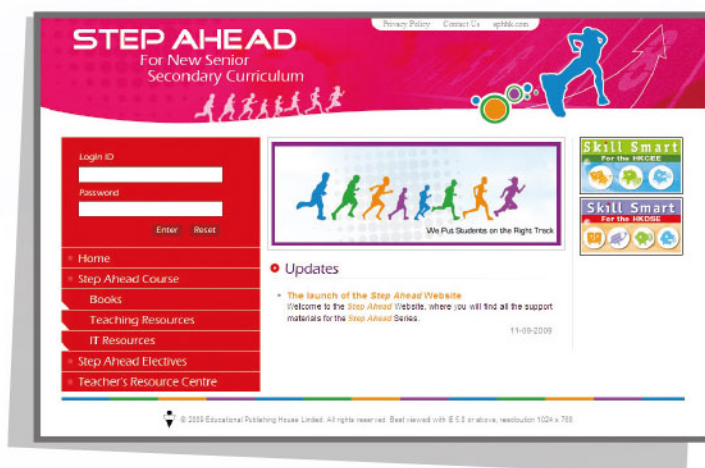 Privacy Policy Contact Us ephhk.com
STEP AHEAD
For New Senior
Secondary Curriculum
Login ID
Password
Enter Reset
Home
Step Ahead Course
Books
Teaching Resources
IT Resources
Step Ahead Electives
Teacher's Resource Centre
We Put Students on the Right Track
Updates
The launch of the Step Ahead Website
Welcome to the Step Ahead Website, where you will find all the support
materials for the Step Ahead Series.
11-09-2009
Skill Smart
For the HKCEE
Skill Smart
For the HKDSE
© 2009 Educational Publishing House Limited. All rights reserved. Best viewed with IE 5.0 or above, resoloution 1024 x 768